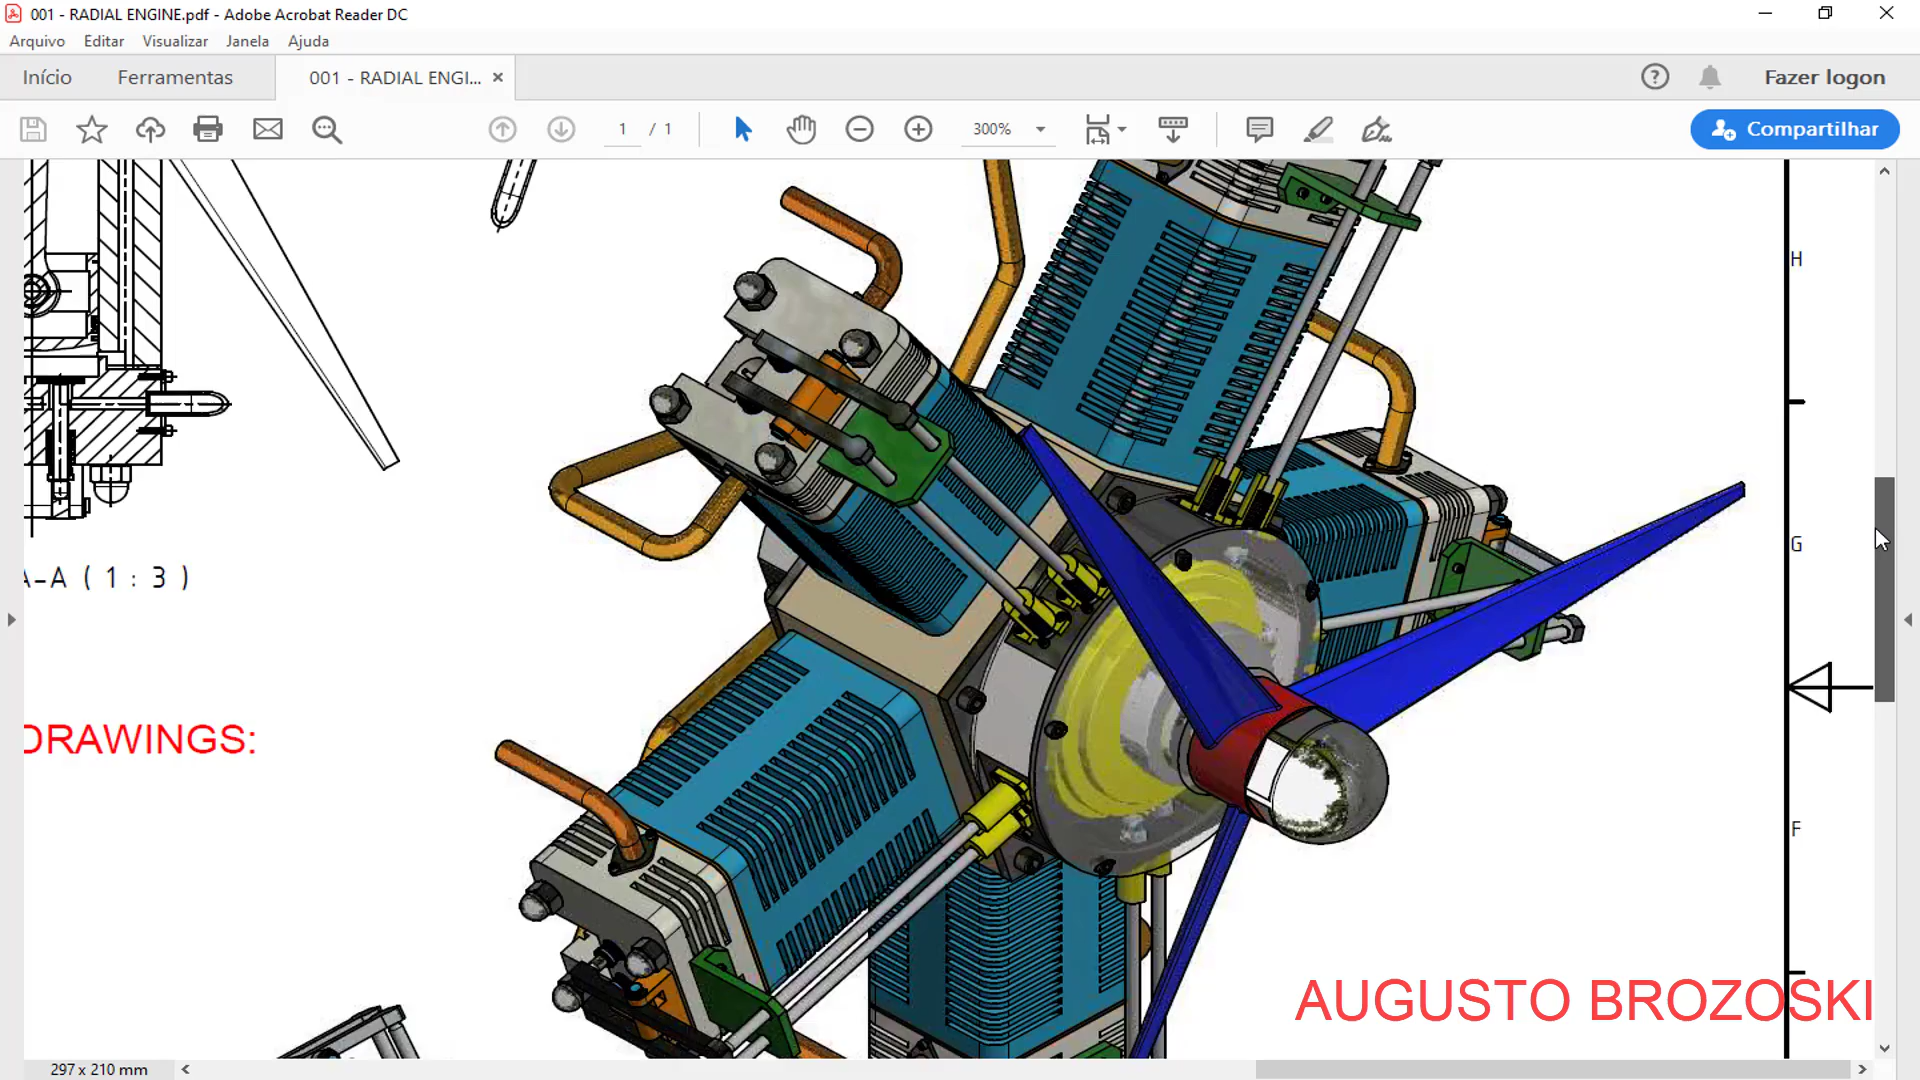 001 - RADIAL ENGINE.pdf - Adobe Acrobat Reader DC
Arquivo Editar Visualizar Janela Ajuda
Início Ferramentas 001 - RADIAL ENGI... Fazer logon
1 / 1 300% Compartilhar
H
G
A-A ( 1 : 3 )
DRAWINGS:
F
AUGUSTO BROZOSKI
297 x 210 mm